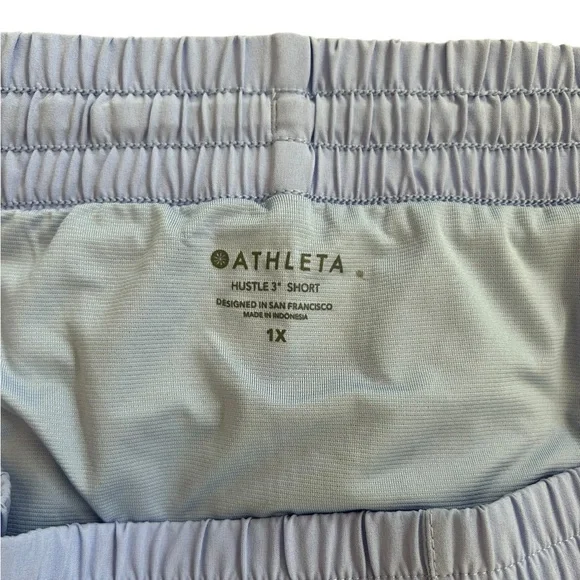 ATHLETA
HUSTLE 3" SHORT
DESIGNED IN SAN FRANCISCO
MADE IN INDONESIA
1X